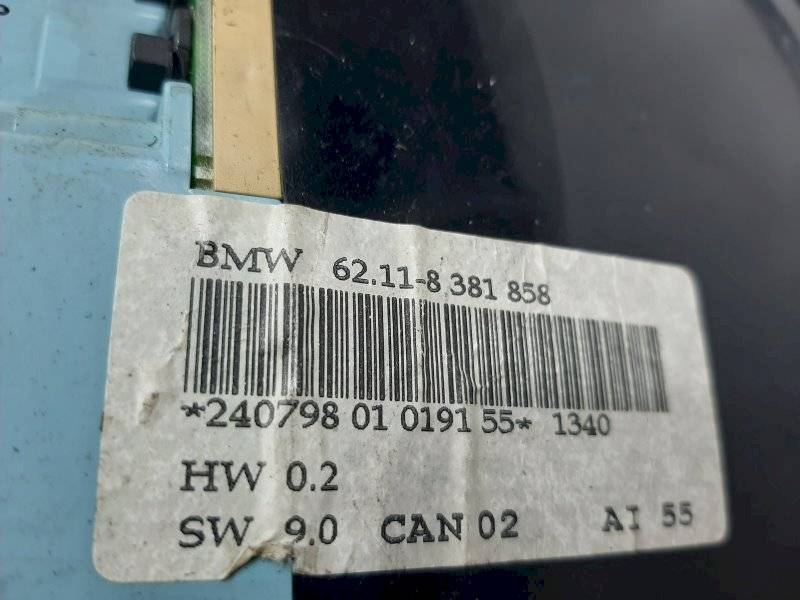 BMW 62.11-8 381 858
*240798 01 0191 55* 1340
HW 0.2
SW 9.0 CAN 02 AI 55